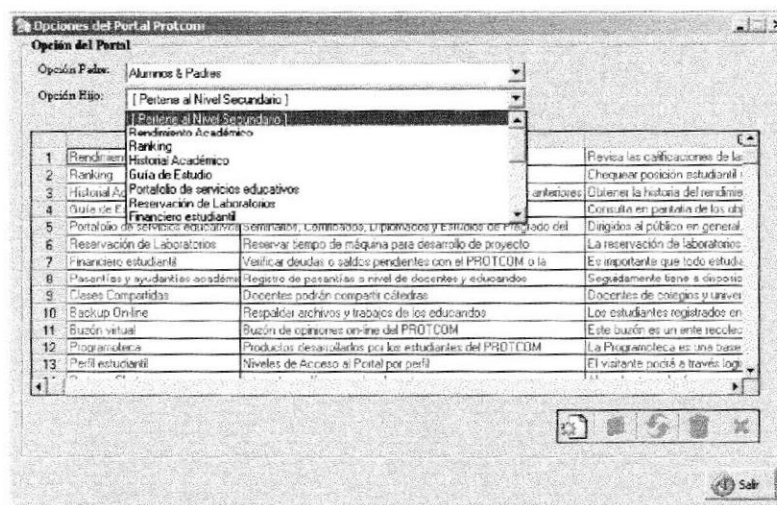 Opciones del Portal Protcom
Opción del Portal
Opción Padre: Alumnos & Padres
Opción Hijo: [ Pertene al Nivel Secundario ]
[ Pertene al Nivel Secundario ]
Rendimiento Académico
Ranking
Historial Académico
Guía de Estudio
Portafolio de servicios educativos
Reservación de Laboratorios
Financiero estudiantil
1 Revisa las calificaciones de la
2 Ranking Chequear posición estudiantil
3 Historial anteriores Obtener la historia del rendimie
4 Guía de E Consulta en pantalla de los obj
5 Portafolio de servicios educativos Seminarios, Diplomados y Estudios de Pregrado del Dirigidos al público en general.
6 Reservación de Laboratorios Reservar tiempo de máquina para desarrollo de proyecto La reservación de laboratorios
7 Financiero estudiantil Verificar deudas o saldos pendientes con el PROTCOM o la Es importante que todo estudia
8 Pasantías y ayudantías académi Registro de pasantías a nivel de docentes y educandos Seguidamente tiene a disposic
9 Clases Compartidas Docentes podrán compartir cátedras Docentes de colegios y univer
10 Backup On-line Respaldar archivos y trabajos de los educandos Los estudiantes registrados en
11 Buzón virtual Buzón de opiniones on-line del PROTCOM Este buzón es un ente recolec
12 Programoteca Productos desarrollados por los estudiantes del PROTCOM La Programoteca es una base
13 Perfil estudiantil Niveles de Acceso al Portal por perfil El visitante podrá a través
Salir